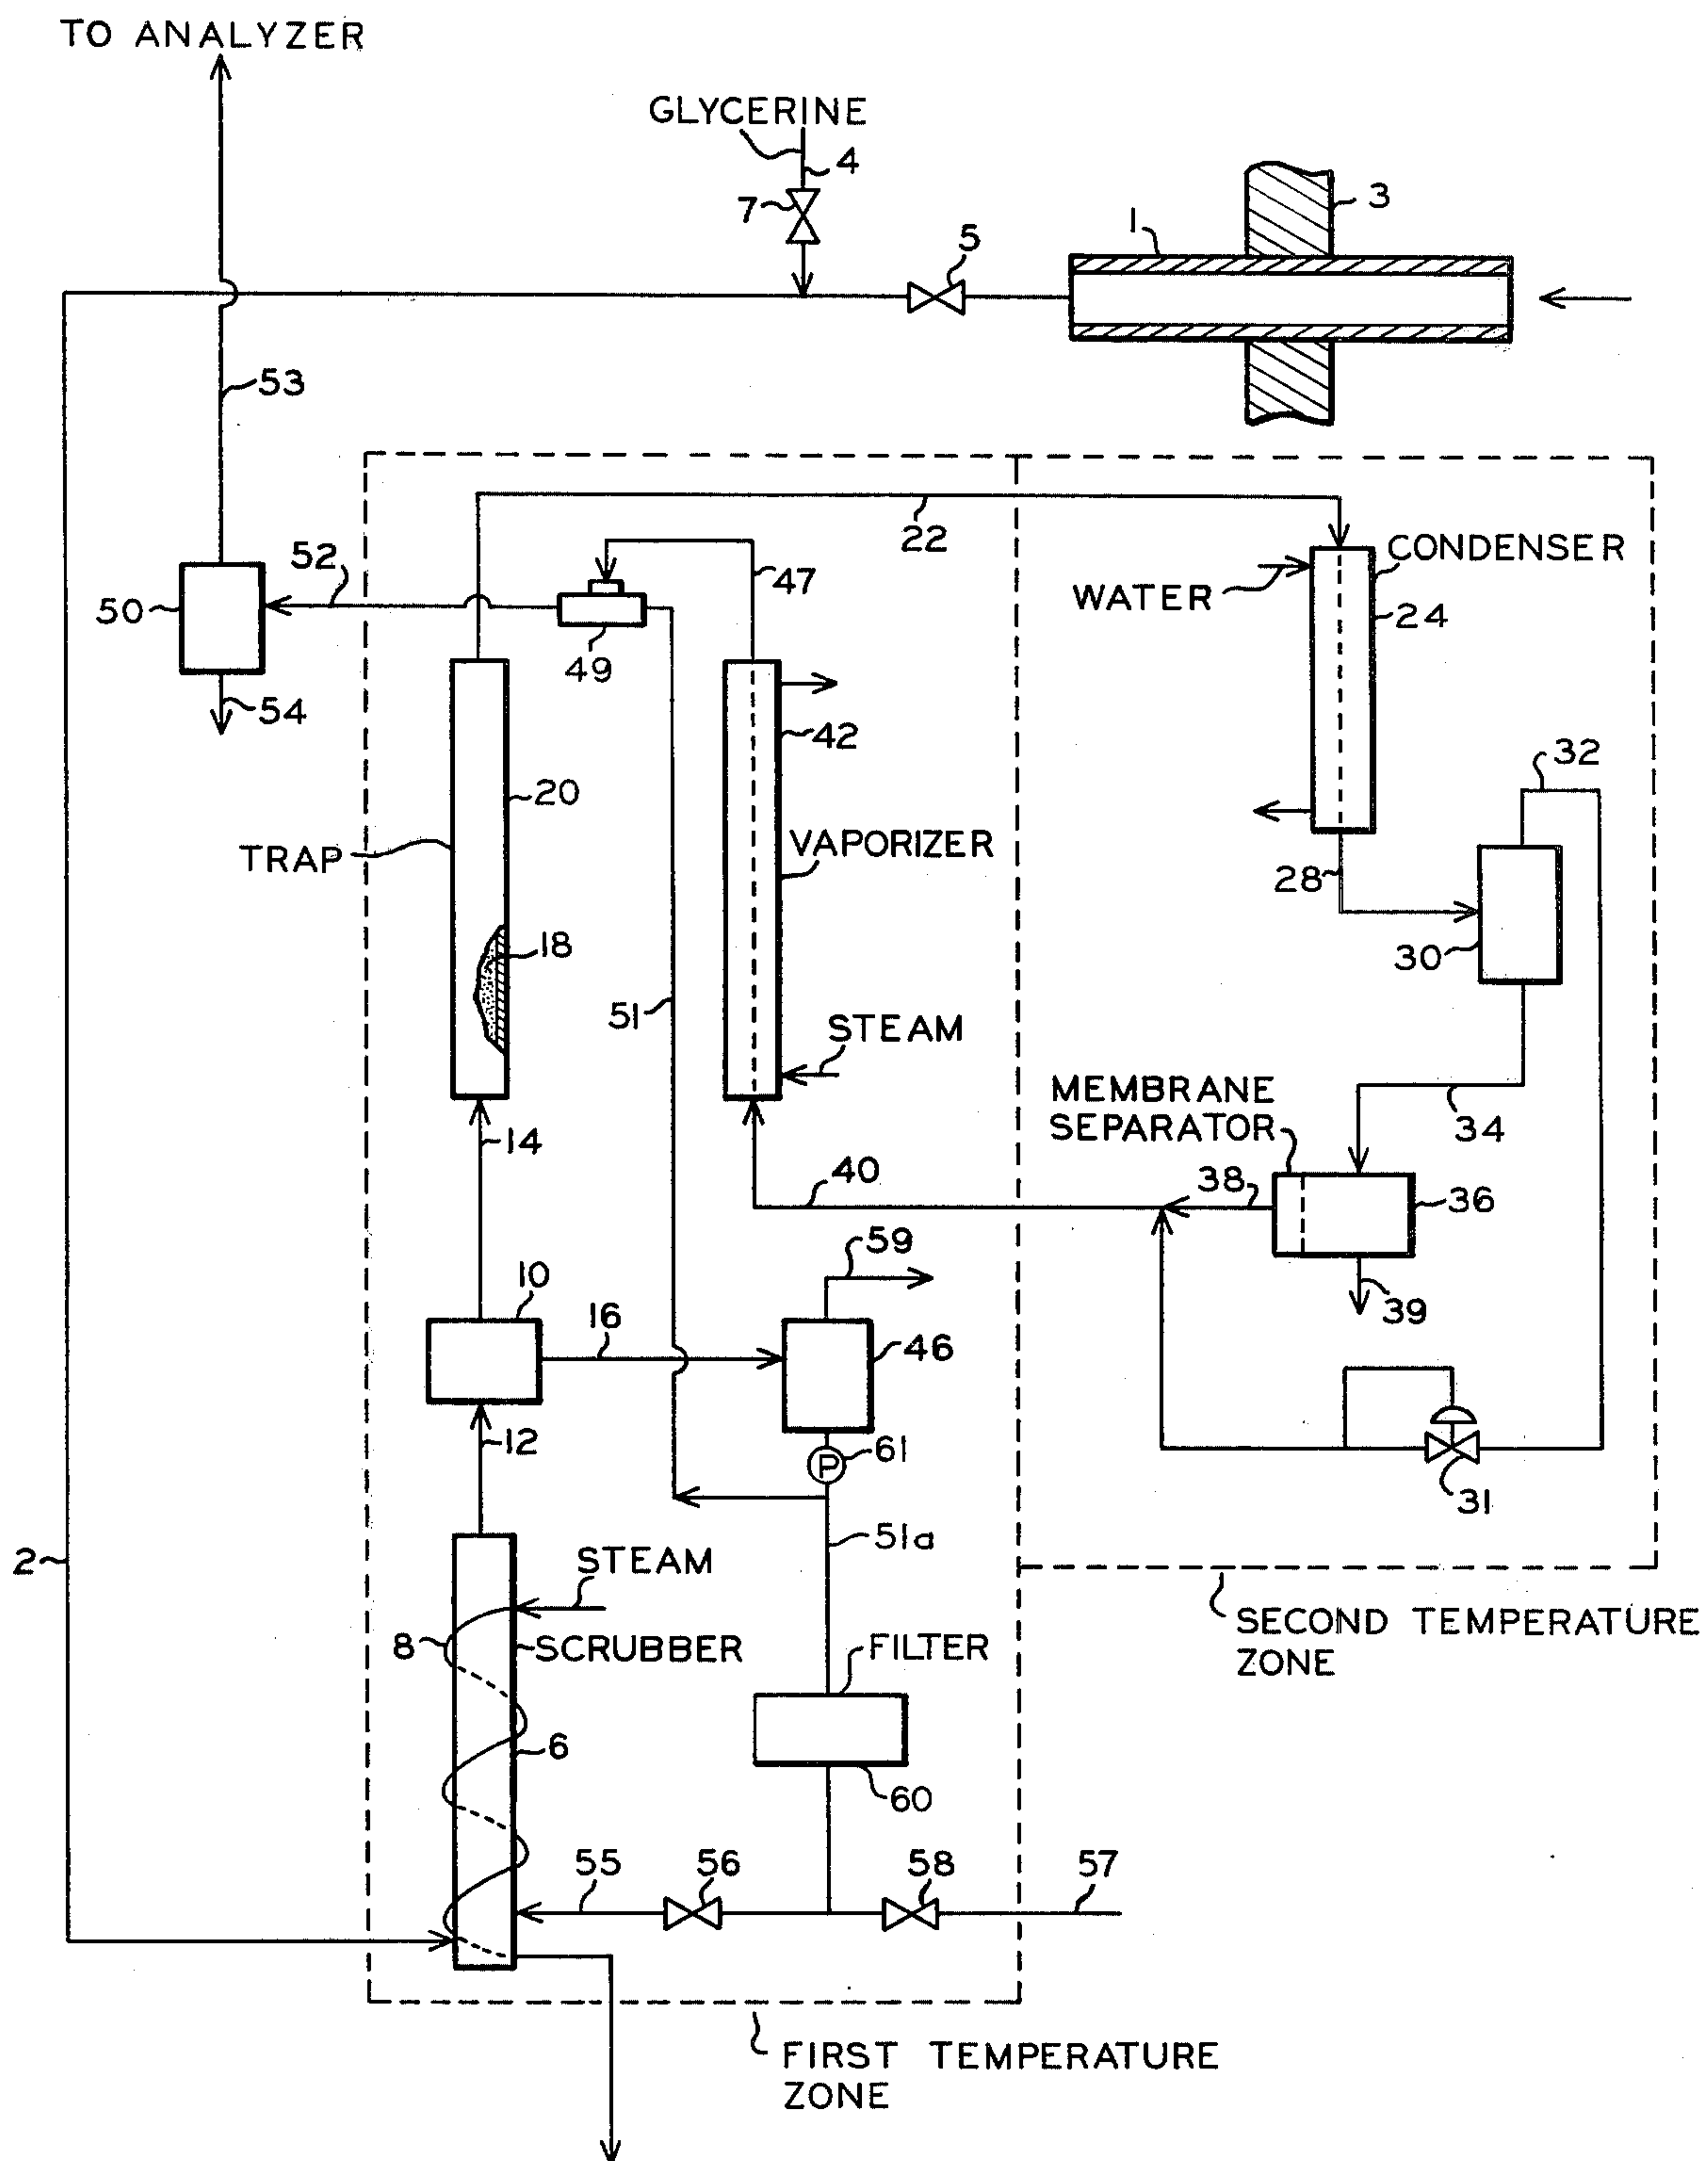 TO ANALYZER
GLYCERINE
4
7
5
1
3
53
22
52
47
CONDENSER
WATER
24
50
49
54
42
32
20
TRAP
VAPORIZER
28
18
30
51
STEAM
MEMBRANE
SEPARATOR
34
14
40
38
36
59
10
16
46
39
12
P
61
31
51a
2
STEAM
SECOND TEMPERATURE
ZONE
8
SCRUBBER
FILTER
6
60
55
56
58
57
FIRST TEMPERATURE
ZONE